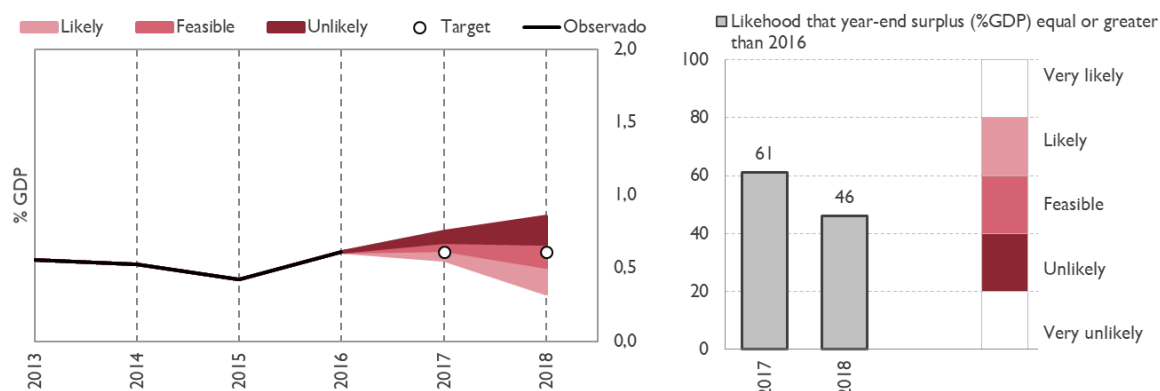 Likely Feasible Unlikely Target Observado
2,0
1,5
1,0
0,5
0,0
% GDP
2013 2014 2015 2016 2017 2018
Likehood that year-end surplus (%GDP) equal or greater
than 2016
100
80
60
40
20
0
61
46
2017 2018
Very likely
Likely
Feasible
Unlikely
Very unlikely